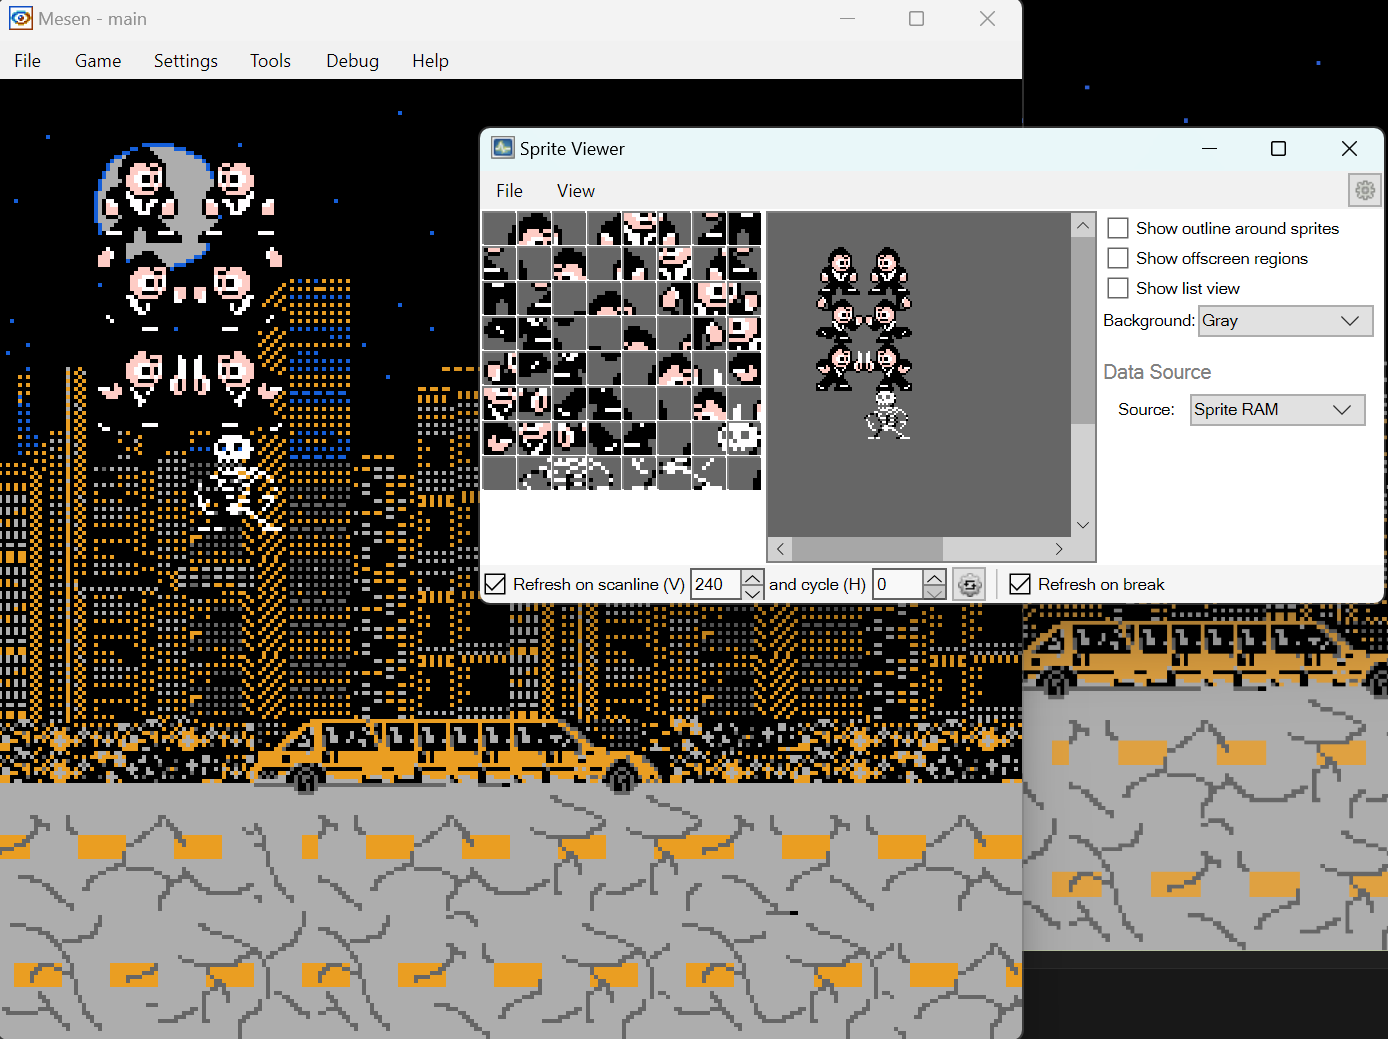 Mesen - main
File Game Settings Tools Debug Help
Sprite Viewer
File View
Show outline around sprites
Show offscreen regions
Show list view
Background: Gray
Data Source
Source: Sprite RAM
Refresh on scanline (V) 240 and cycle (H) 0 Refresh on break